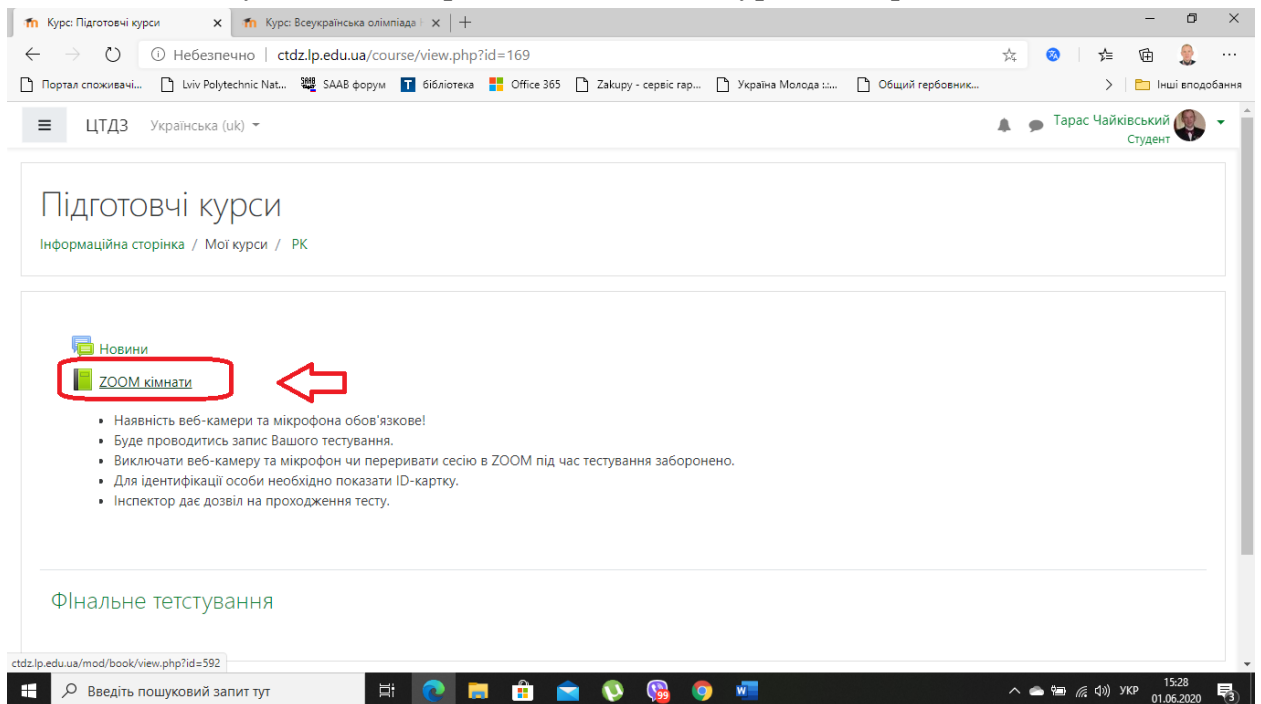 Курс: Підготовчі курси
Курс: Всеукраїнська олімпіада
Небезпечно | ctdz.lp.edu.ua/course/view.php?id=169
Портал споживачі... Lviv Polytechnic Nat... SAAB форум Т бібліотека Office 365 Zakupy - сервіс гар... Україна Молода ::... Общий гербовник... Інші вподобання
ЦТДЗ Українська (uk)
Тарас Чайківський
Студент
Підготовчі курси
Інформаційна сторінка / Мої курси / РК
Новини
ZOOM кімнати
• Наявність веб-камери та мікрофона обов'язкове!
• Буде проводитись запис Вашого тестування.
• Виключати веб-камеру та мікрофон чи переривати сесію в ZOOM під час тестування заборонено.
• Для ідентифікації особи необхідно показати ID-картку.
• Інспектор дає дозвіл на проходження тесту.
ФІнальне тетстування
ctdz.lp.edu.ua/mod/book/view.php?id=592
Введіть пошуковий запит тут
99
W
УКР
15:28
01.06.2020
3